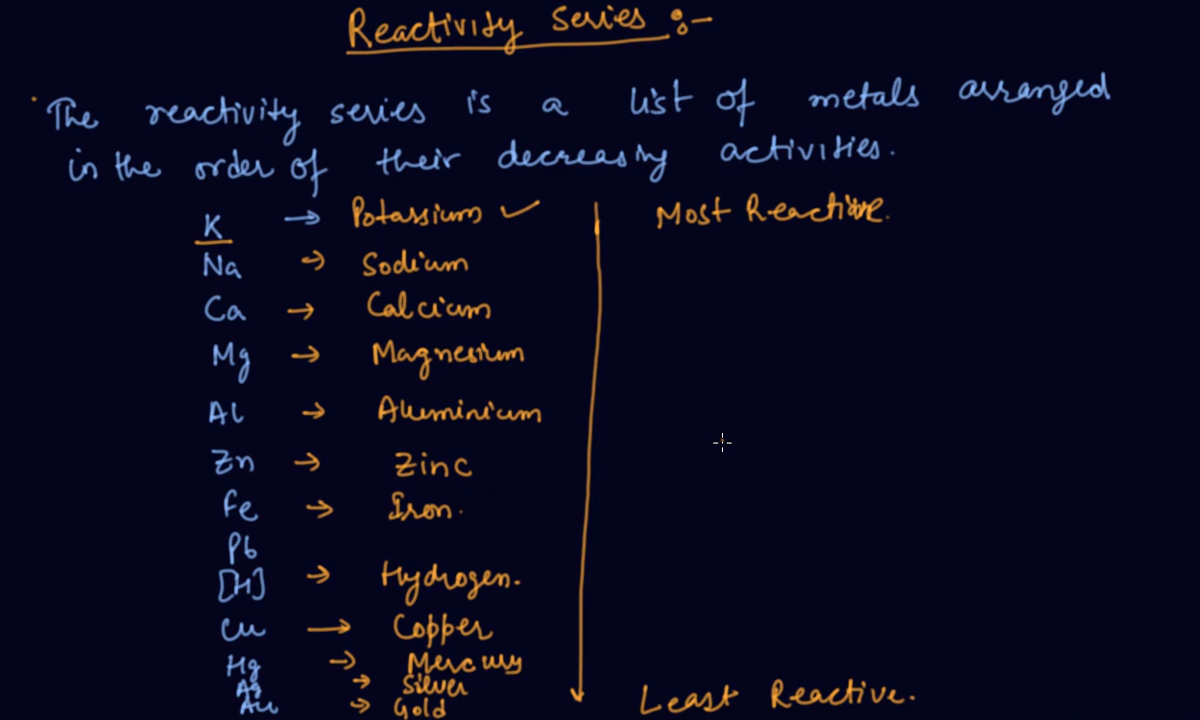 Reactivity Series :-
The reactivity series is a list of metals arranged
in the order of their decreasing activities.
K → Potassium ✓ Most Reactive.
Na → Sodium
Ca → Calcium
Mg → Magnesium
Al → Aluminium
Zn → Zinc
Fe → Iron.
Pb
[H] → Hydrogen.
Cu → Copper
Hg → Mercury
Ag → Silver
Au → Gold Least Reactive.